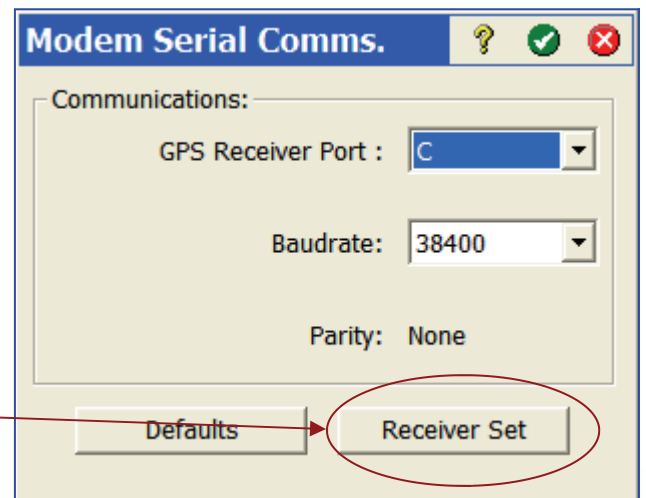 Modem Serial Comms. ?
Communications:
GPS Receiver Port : C
Baudrate: 38400
Parity: None
Defaults Receiver Set